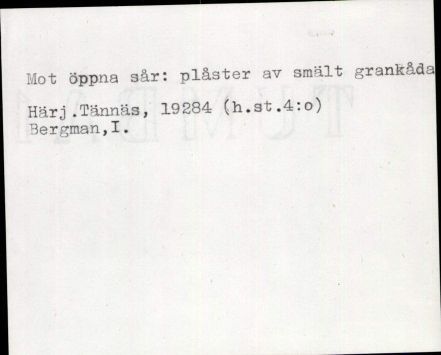 Mot öppna sår: plåster av smält grankåda
Härj.Tännäs, 19284 (h.st.4:o)
Bergman,I.